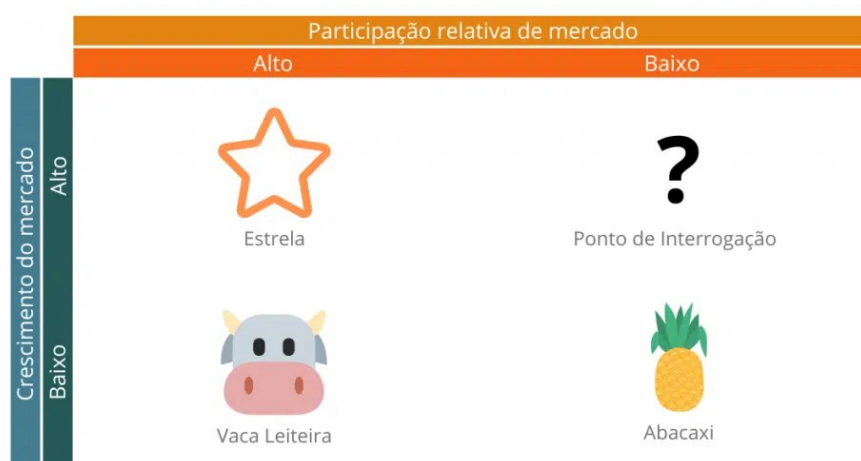 Participação relativa de mercado
Alto Baixo
Crescimento do mercado
Alto
?
Estrela Ponto de Interrogação
Baixo
Vaca Leiteira Abacaxi